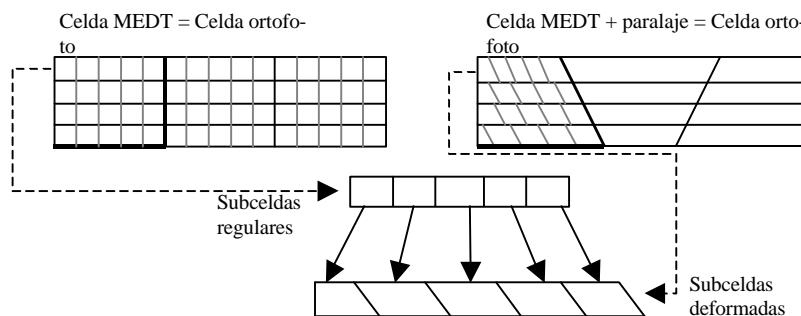 Celda MEDT = Celda ortofo-
to
Celda MEDT + paralaje = Celda orto-
foto
Subceldas
regulares
Subceldas
deformadas